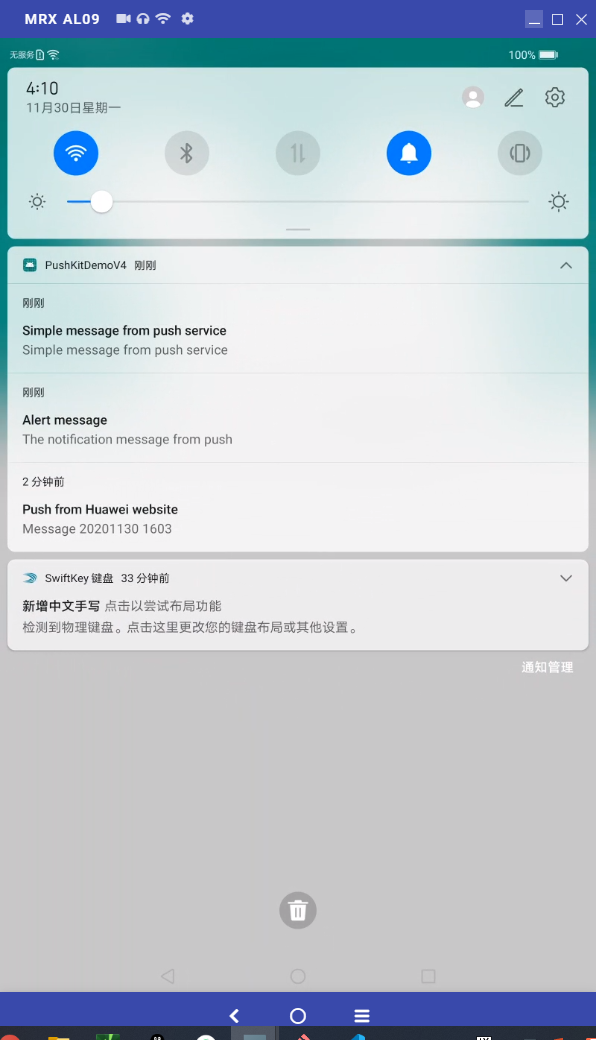 MRX AL09
无服务
100%
4:10
11月30日星期一
PushKitDemoV4 刚刚
刚刚
Simple message from push service
Simple message from push service
刚刚
Alert message
The notification message from push
2 分钟前
Push from Huawei website
Message 20201130 1603
SwiftKey 键盘 33 分钟前
新增中文手写 点击以尝试布局功能
检测到物理键盘。点击这里更改您的键盘布局或其他设置。
通知管理